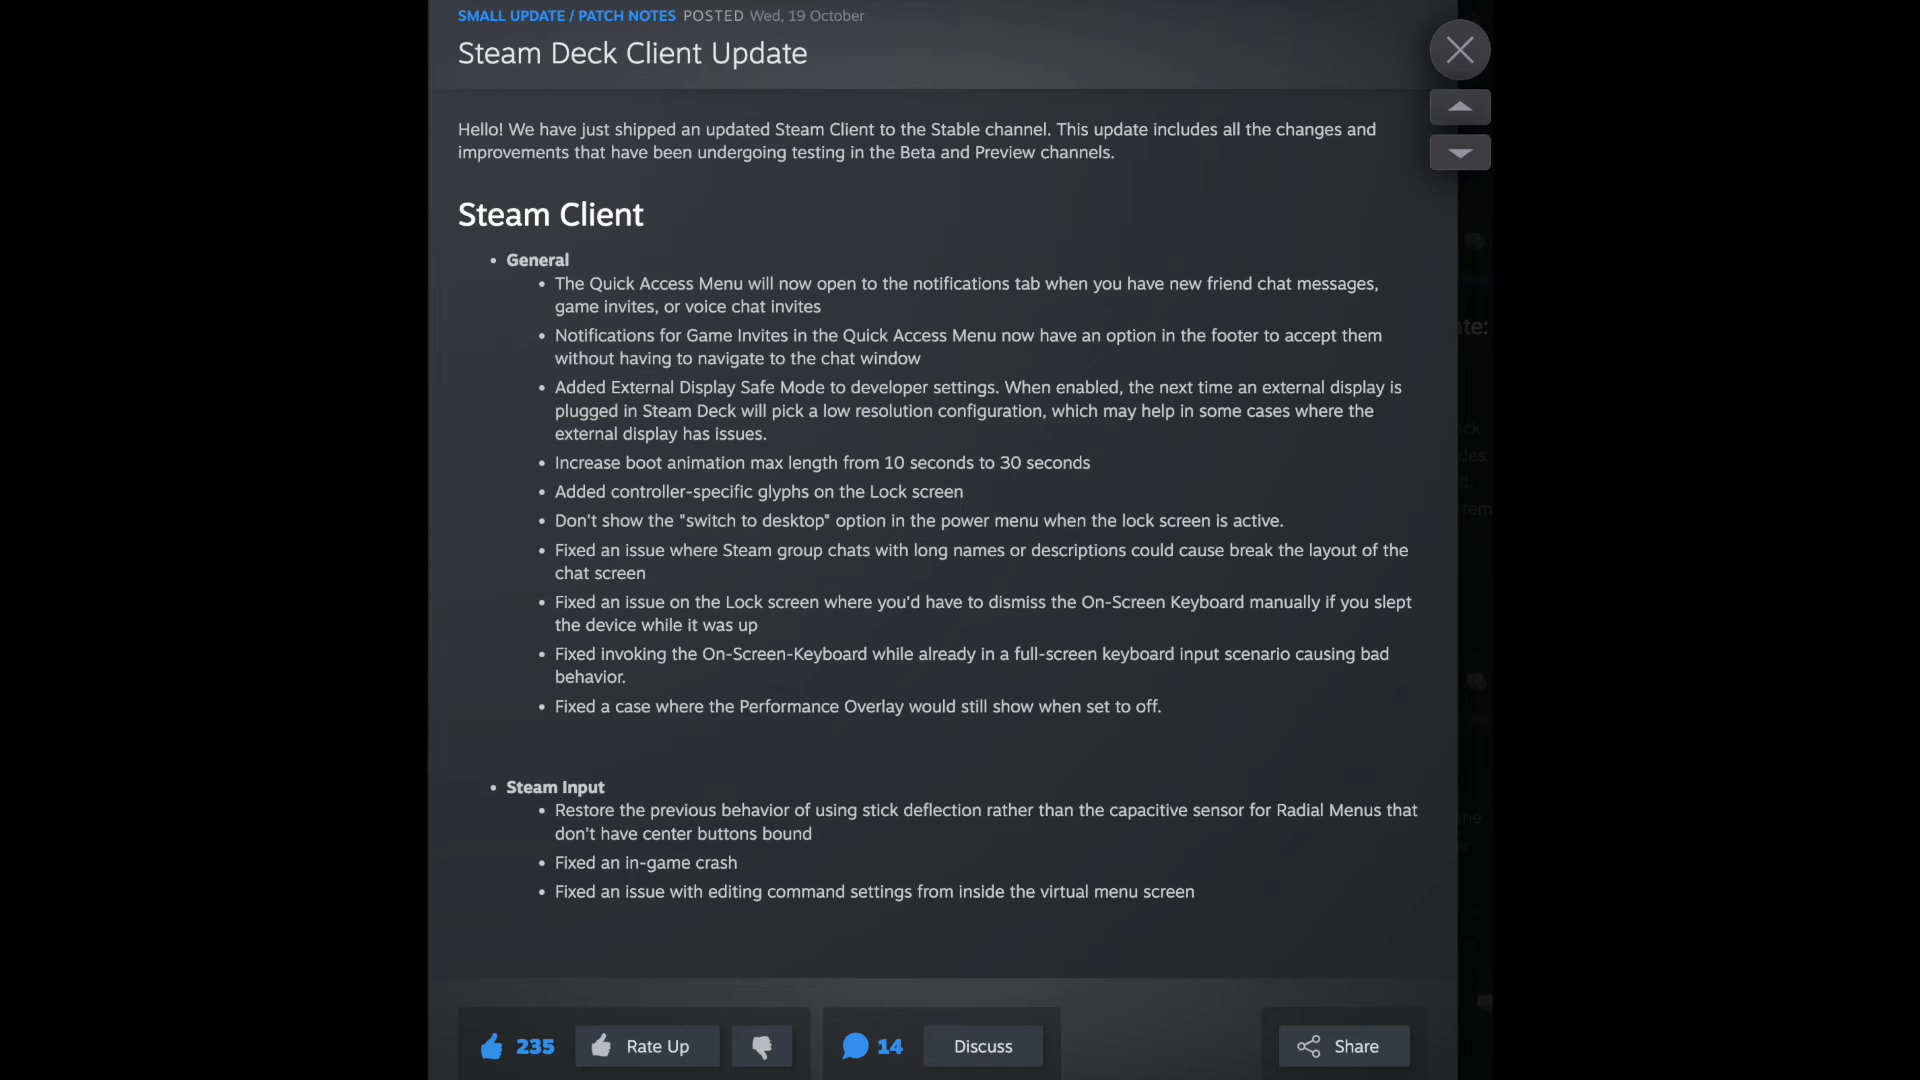 SMALL UPDATE / PATCH NOTES POSTED Wed, 19 October
Steam Deck Client Update
Hello! We have just shipped an updated Steam Client to the Stable channel. This update includes all the changes and
improvements that have been undergoing testing in the Beta and Preview channels.
Steam Client
• General
• The Quick Access Menu will now open to the notifications tab when you have new friend chat messages,
game invites, or voice chat invites
• Notifications for Game Invites in the Quick Access Menu now have an option in the footer to accept them
without having to navigate to the chat window
• Added External Display Safe Mode to developer settings. When enabled, the next time an external display is
plugged in Steam Deck will pick a low resolution configuration, which may help in some cases where the
external display has issues.
• Increase boot animation max length from 10 seconds to 30 seconds
• Added controller-specific glyphs on the Lock screen
• Don't show the "switch to desktop" option in the power menu when the lock screen is active.
• Fixed an issue where Steam group chats with long names or descriptions could cause break the layout of the
chat screen
• Fixed an issue on the Lock screen where you'd have to dismiss the On-Screen Keyboard manually if you slept
the device while it was up
• Fixed invoking the On-Screen-Keyboard while already in a full-screen keyboard input scenario causing bad
behavior.
• Fixed a case where the Performance Overlay would still show when set to off.
• Steam Input
• Restore the previous behavior of using stick deflection rather than the capacitive sensor for Radial Menus that
don't have center buttons bound
• Fixed an in-game crash
• Fixed an issue with editing command settings from inside the virtual menu screen
235 Rate Up 14 Discuss Share